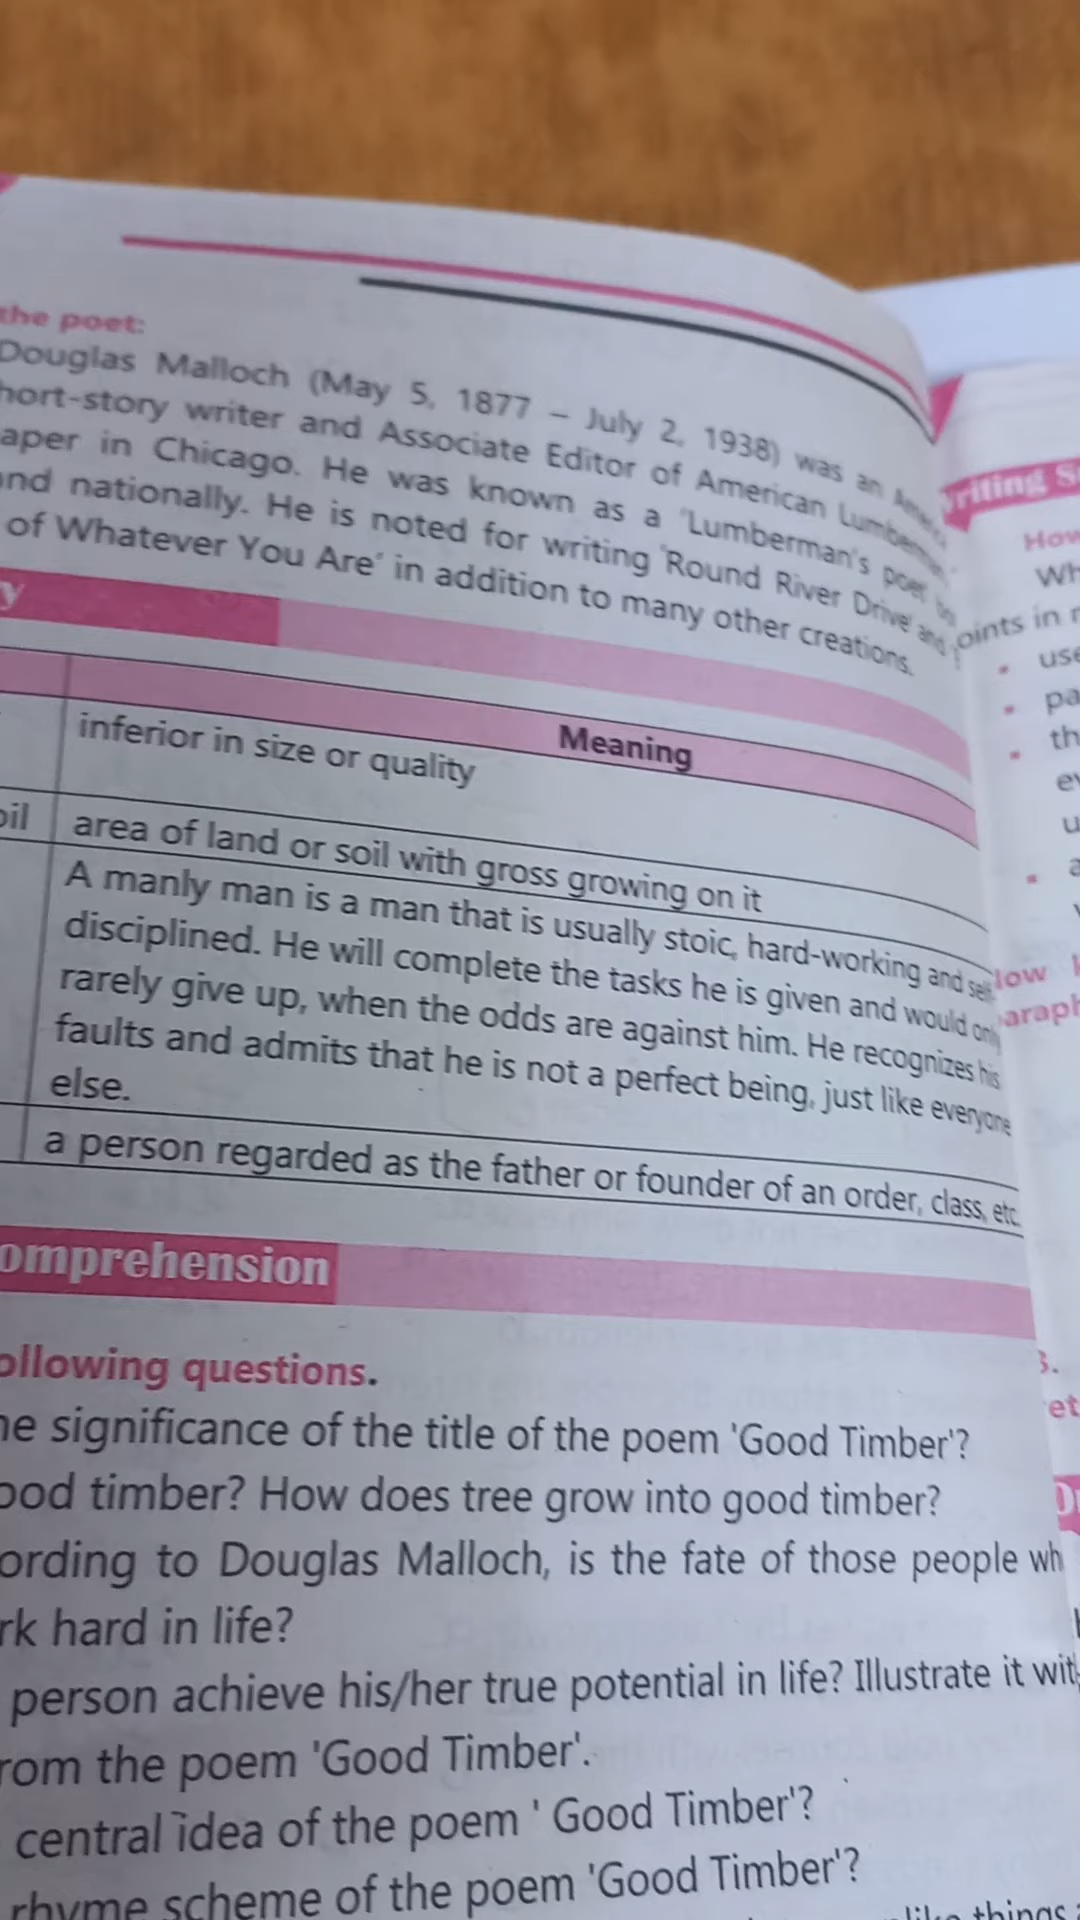 the poet:
Douglas Malloch (May 5, 1877 – July 2, 1938) was an
hort-story writer and Associate Editor of American Lumberman,
aper in Chicago. He was known as a 'Lumberman's poet'
and nationally. He is noted for writing 'Round River Drive' and
of Whatever You Are' in addition to many other creations.
y
Meaning
inferior in size or quality
oil area of land or soil with gross growing on it
A manly man is a man that is usually stoic, hard-working and self
disciplined. He will complete the tasks he is given and would only
rarely give up, when the odds are against him. He recognizes his
faults and admits that he is not a perfect being, just like everyone
else.
a person regarded as the father or founder of an order, class, etc.
omprehension
ollowing questions.
he significance of the title of the poem 'Good Timber'?
ood timber? How does tree grow into good timber?
ording to Douglas Malloch, is the fate of those people wh
rk hard in life?
person achieve his/her true potential in life? Illustrate it wit
rom the poem 'Good Timber'.
central idea of the poem ' Good Timber'?
rhyme scheme of the poem 'Good Timber'?
like things
riting S
How
Wh
oints in
use
pa
th
ev
u
a
low
araph
3.
et